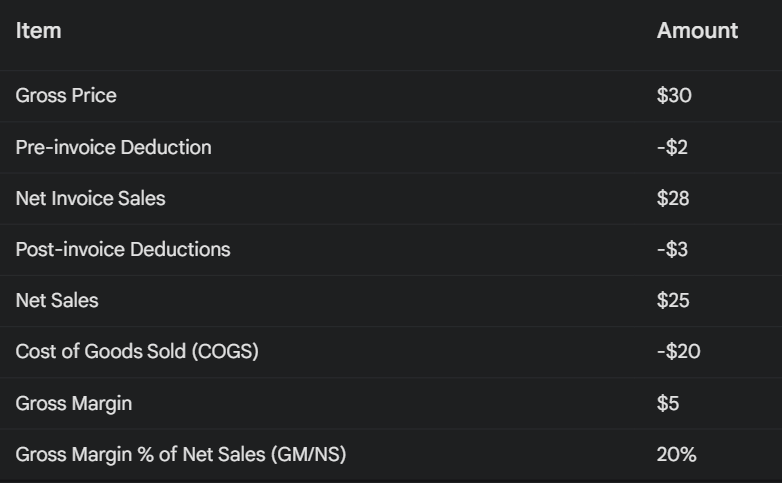 Item Amount
Gross Price $30
Pre-invoice Deduction -$2
Net Invoice Sales $28
Post-invoice Deductions -$3
Net Sales $25
Cost of Goods Sold (COGS) -$20
Gross Margin $5
Gross Margin % of Net Sales (GM/NS) 20%